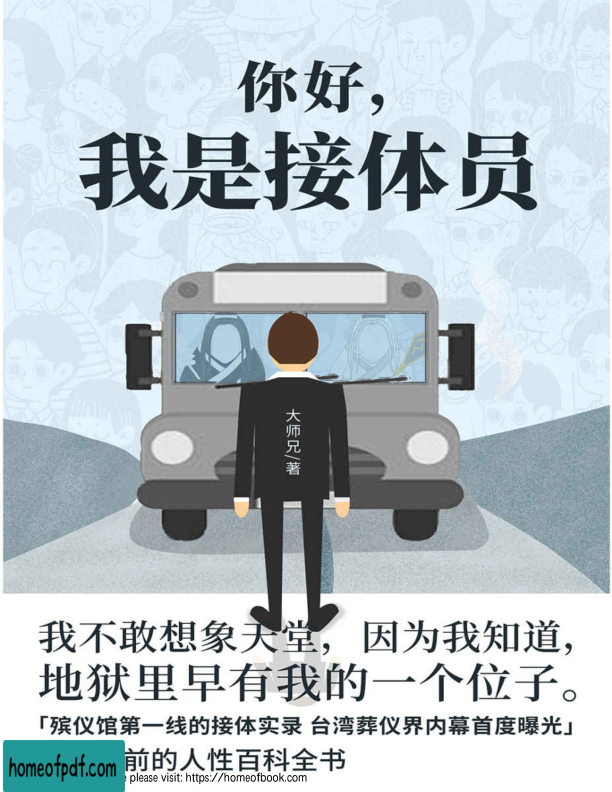 你好，
我是接体员
大师兄/著
我不敢想象天堂，因为我知道，
地狱里早有我的一个位子。
「殡仪馆第一线的接体实录 台湾葬仪界内幕首度曝光」
前的人性百科全书
homeofpdf.com
please visit: https://homeofbook.com